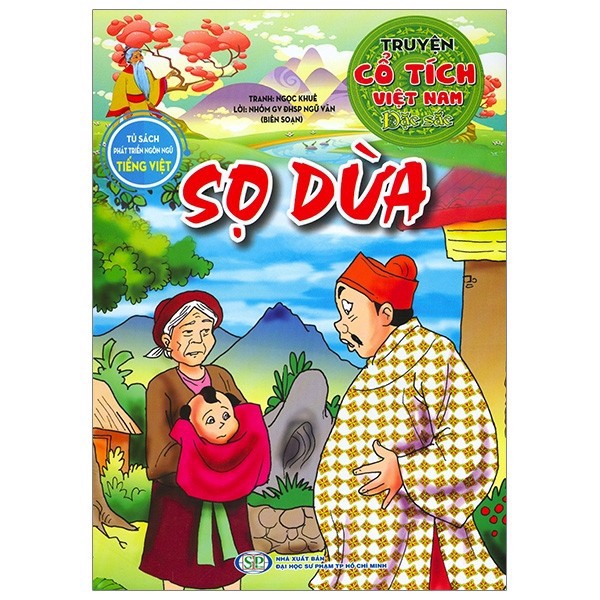 TRUYỆN
CỔ TÍCH
VIỆT NAM
Đặc sắc
TRANH: NGỌC KHUÊ
LỜI: NHÓM GV ĐHSP NGỮ VĂN
(BIÊN SOẠN)
TỦ SÁCH
PHÁT TRIỂN NGÔN NGỮ
TIẾNG VIỆT
SỌ DỪA
SP
NHÀ XUẤT BẢN
ĐẠI HỌC SƯ PHẠM TP HỒ CHÍ MINH